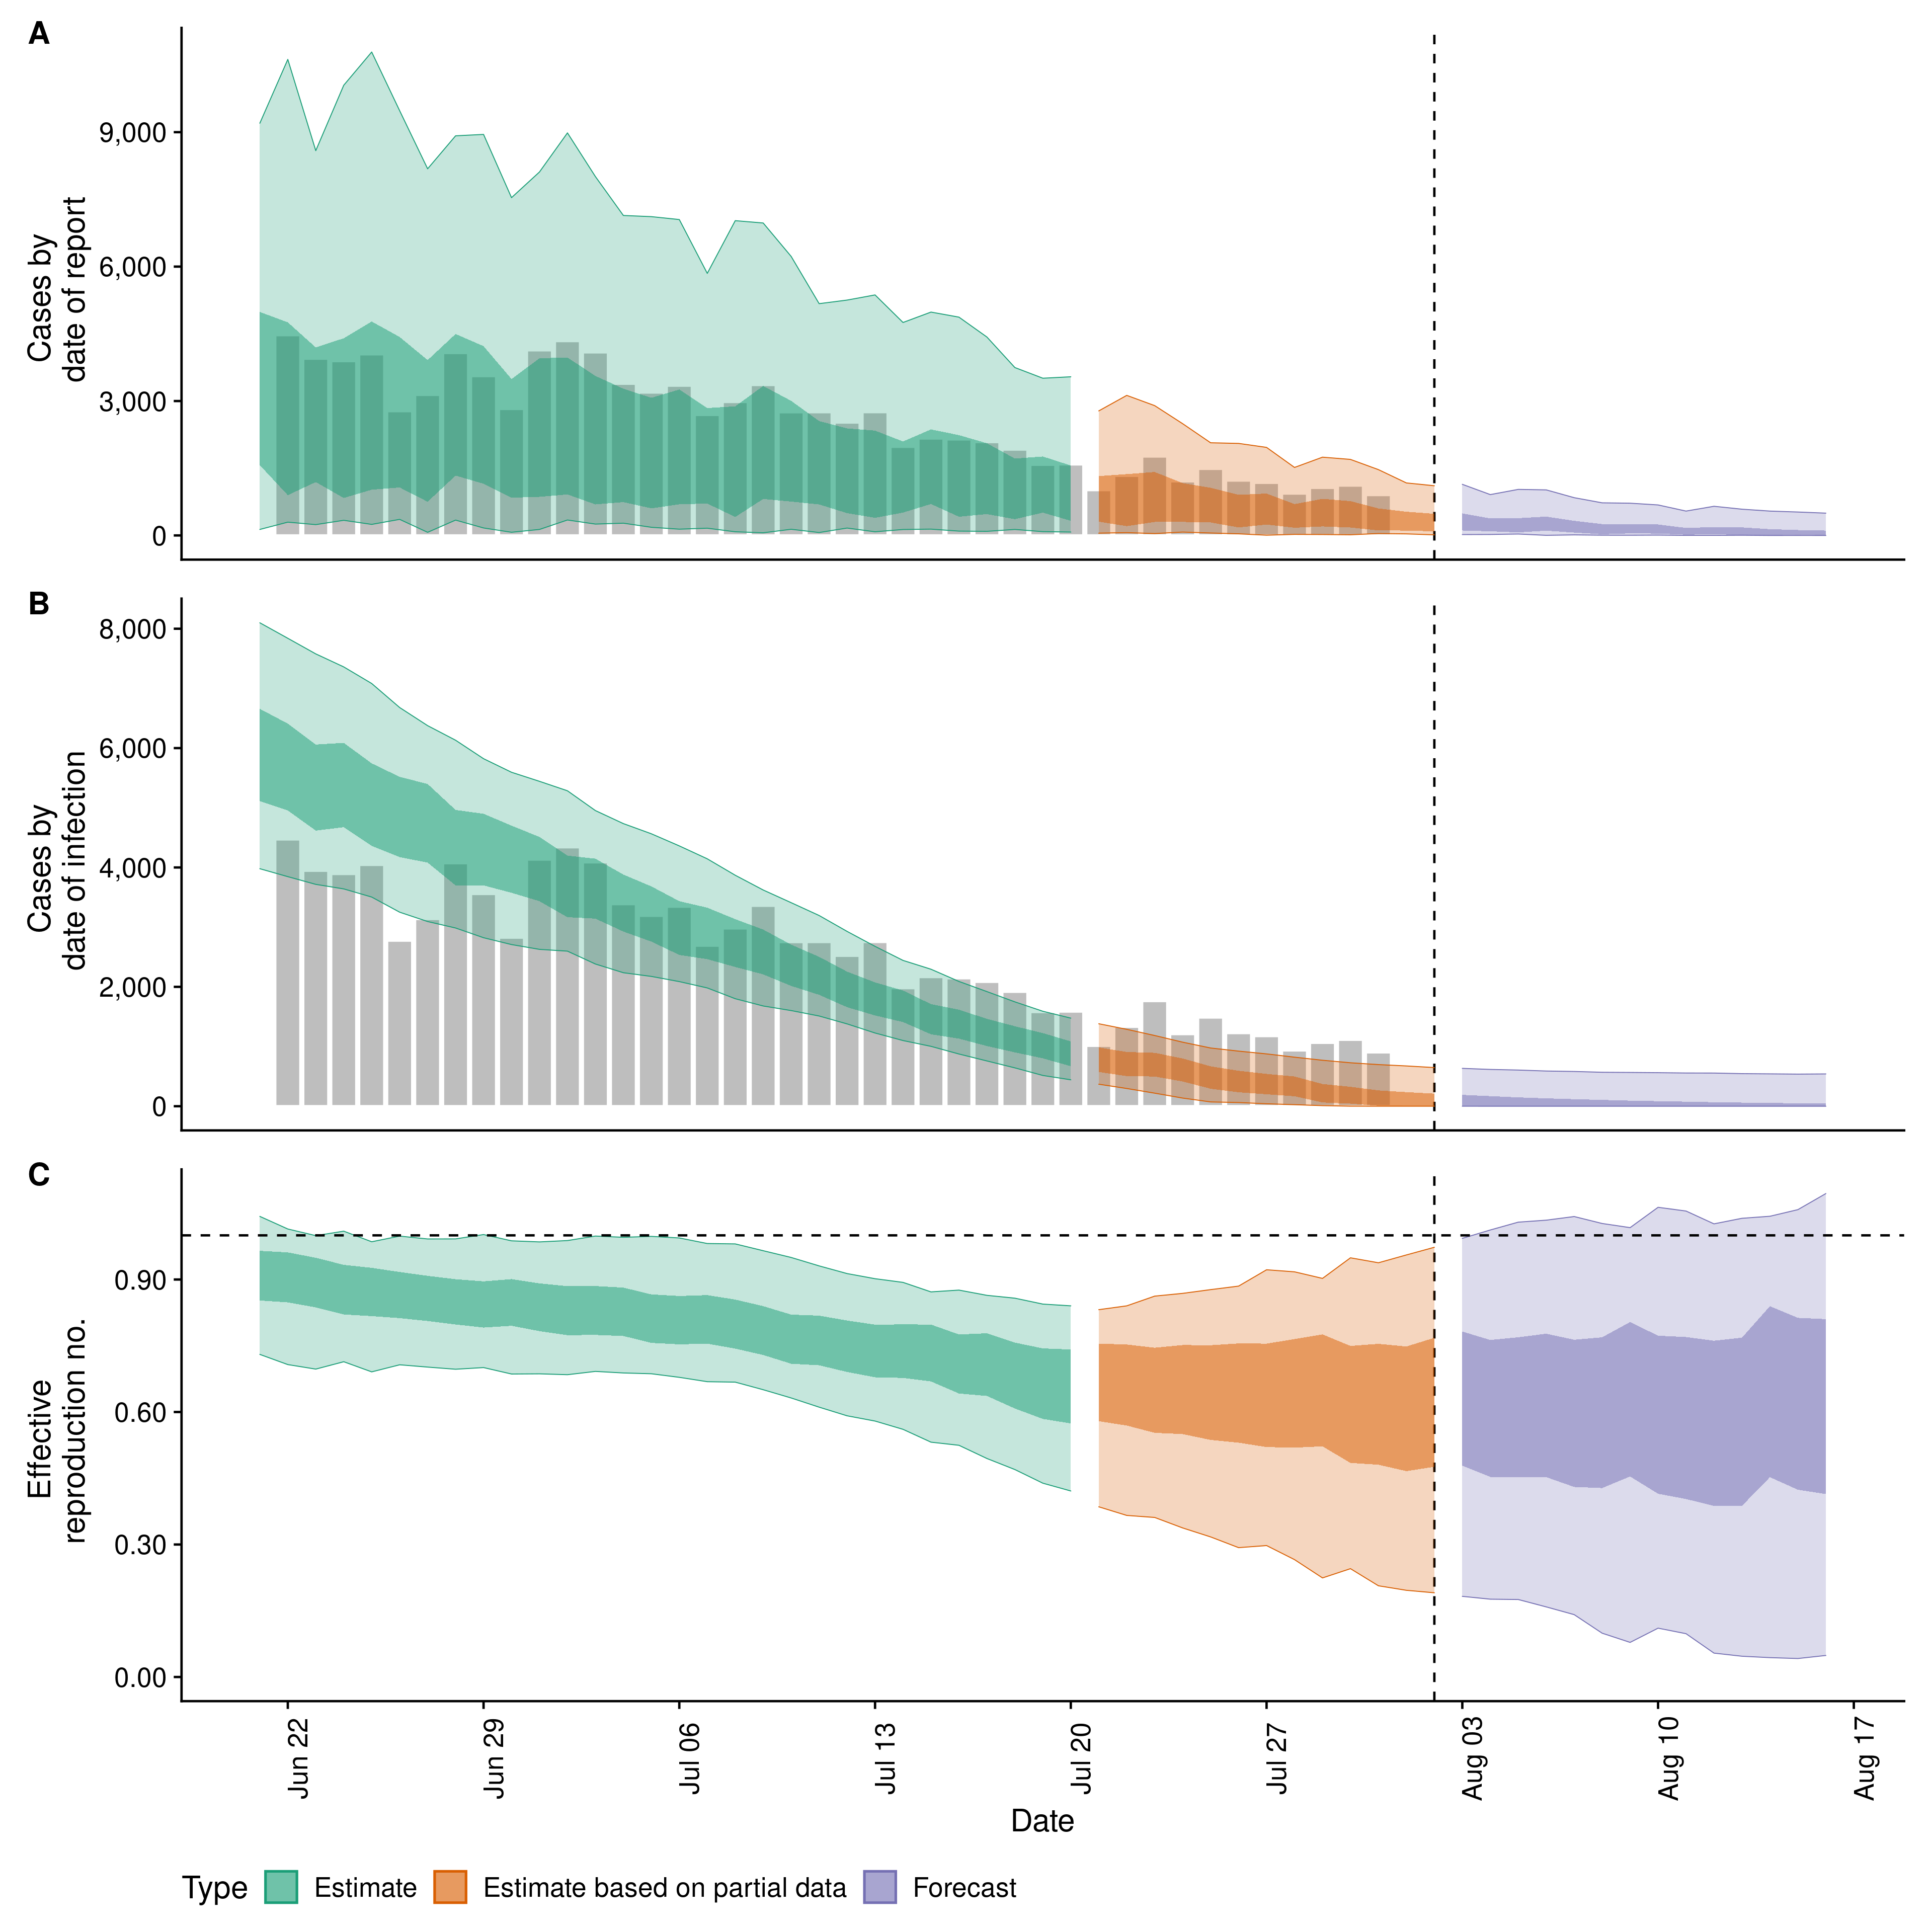 A
Cases by
date of report
9,000
6,000
3,000
0
B
Cases by
date of infection
8,000
6,000
4,000
2,000
0
C
Effective
reproduction no.
0.90
0.60
0.30
0.00
Jun 22
Jun 29
Jul 06
Jul 13
Jul 20
Jul 27
Aug 03
Aug 10
Aug 17
Date
Type Estimate Estimate based on partial data Forecast